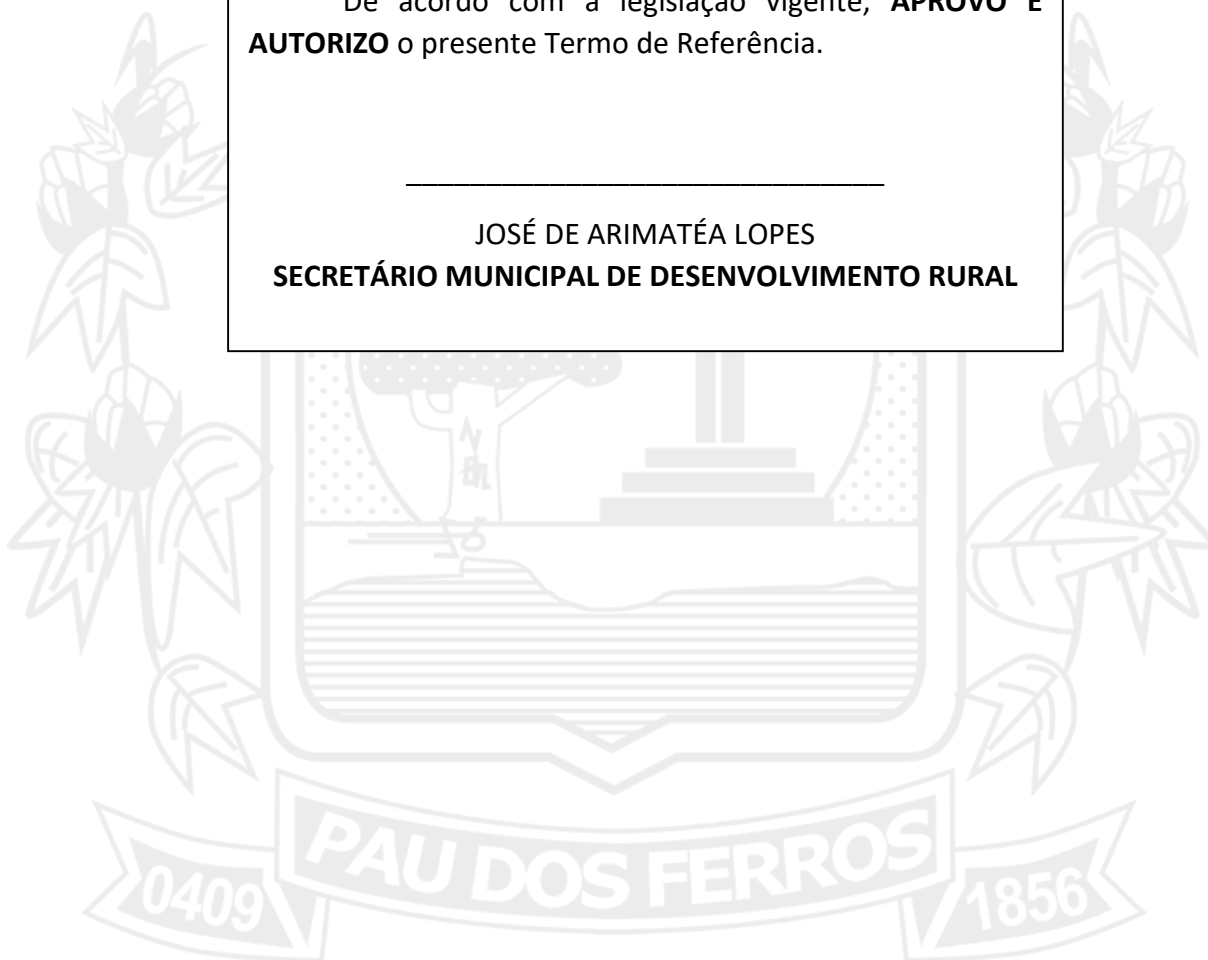 De acordo com a legislação vigente, APROVO E
AUTORIZO o presente Termo de Referência.
______________________________
JOSÉ DE ARIMATÉA LOPES
SECRETÁRIO MUNICIPAL DE DESENVOLVIMENTO RURAL
PAU DOS FERROS
0409
1856